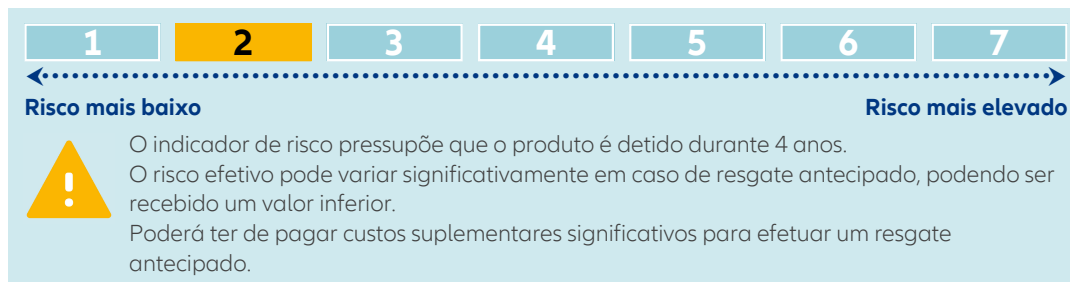 1 2 3 4 5 6 7
Risco mais baixo Risco mais elevado
O indicador de risco pressupõe que o produto é detido durante 4 anos.
O risco efetivo pode variar significativamente em caso de resgate antecipado, podendo ser
recebido um valor inferior.
Poderá ter de pagar custos suplementares significativos para efetuar um resgate
antecipado.